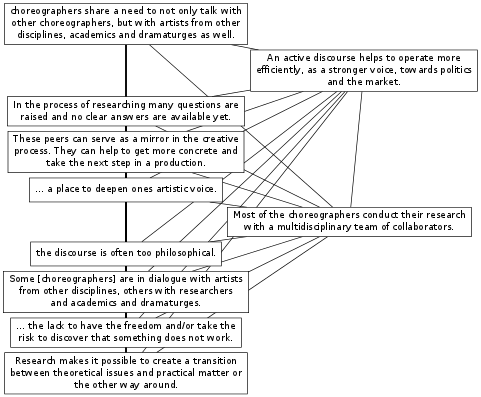 choreographers share a need to not only talk with
other choreographers, but with artists from other
disciplines, academics and dramaturges as well.
An active discourse helps to operate more
efficiently, as a stronger voice, towards politics
and the market.
In the process of researching many questions are
raised and no clear answers are available yet.
These peers can serve as a mirror in the creative
process. They can help to get more concrete and
take the next step in a production.
... a place to deepen ones artistic voice.
Most of the choreographers conduct their research
with a multidisciplinary team of collaborators.
the discourse is often too philosophical.
Some [choreographers] are in dialogue with artists
from other disciplines, others with researchers
and academics and dramaturges.
... the lack to have the freedom and/or take the
risk to discover that something does not work.
Research makes it possible to create a transition
between theoretical issues and practical matter or
the other way around.